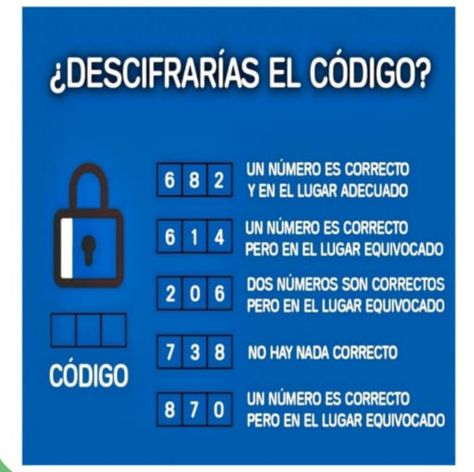 ¿DESCIFRARÍAS EL CÓDIGO?
6 8 2 UN NÚMERO ES CORRECTO
Y EN EL LUGAR ADECUADO
6 1 4 UN NÚMERO ES CORRECTO
PERO EN EL LUGAR EQUIVOCADO
2 0 6 DOS NÚMEROS SON CORRECTOS
PERO EN EL LUGAR EQUIVOCADO
7 3 8 NO HAY NADA CORRECTO
CÓDIGO
8 7 0 UN NÚMERO ES CORRECTO
PERO EN EL LUGAR EQUIVOCADO